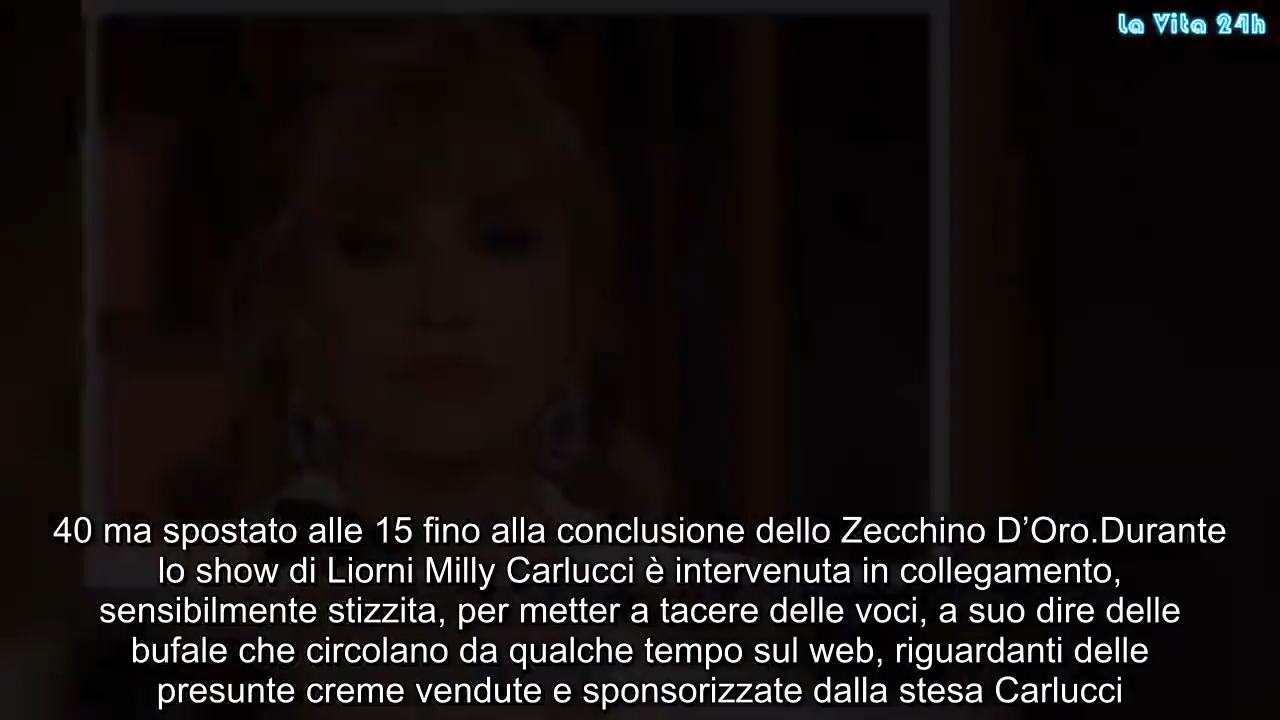 La Vita 24h
40 ma spostato alle 15 fino alla conclusione dello Zecchino D’Oro.Durante
lo show di Liorni Milly Carlucci è intervenuta in collegamento,
sensibilmente stizzita, per metter a tacere delle voci, a suo dire delle
bufale che circolano da qualche tempo sul web, riguardanti delle
presunte creme vendute e sponsorizzate dalla stesa Carlucci